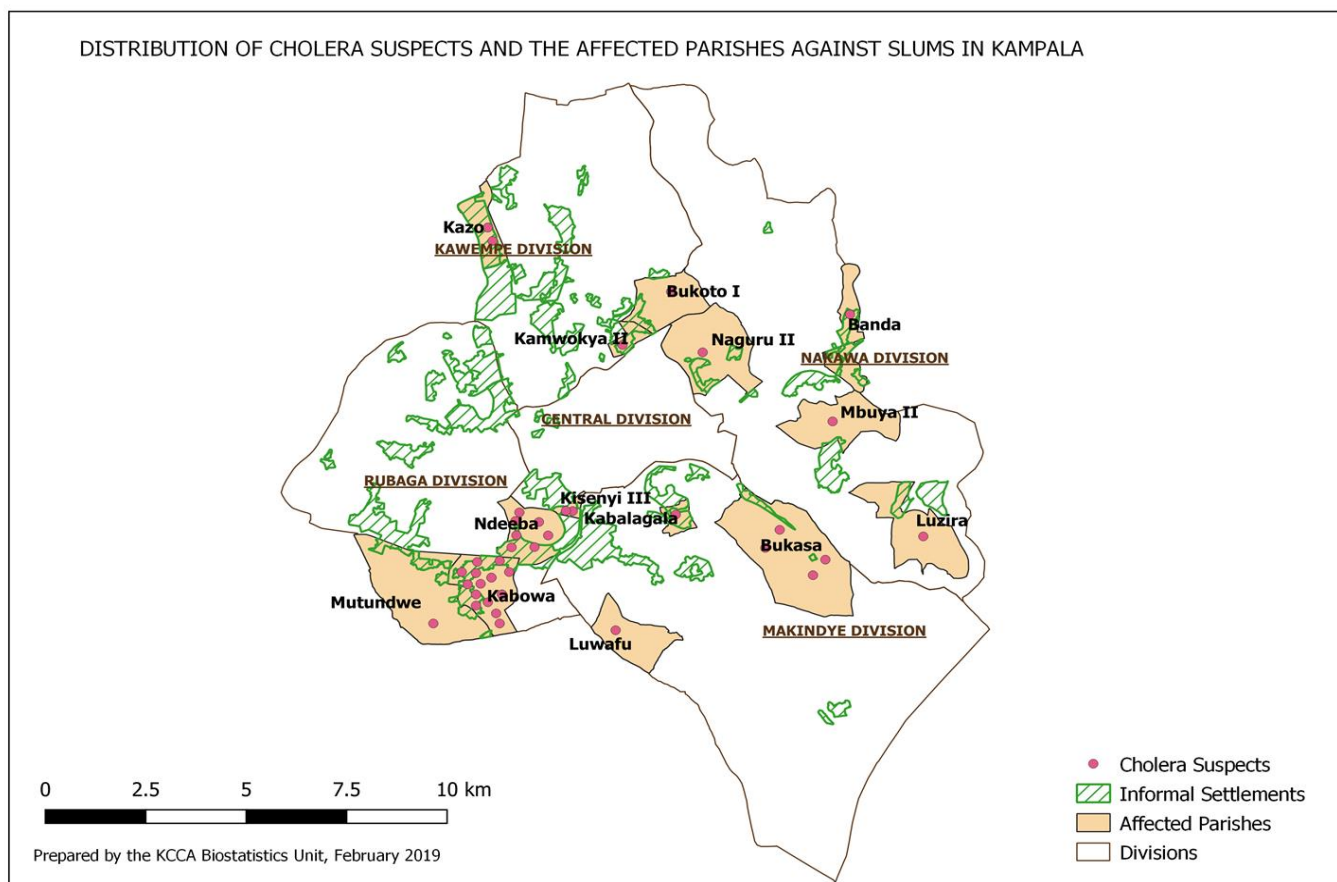 DISTRIBUTION OF CHOLERA SUSPECTS AND THE AFFECTED PARISHES AGAINST SLUMS IN KAMPALA
Kazo
KAWEMPE DIVISION
Bukoto I
Kamwokya II
Naguru II
Banda
NAKAWA DIVISION
Mbuya II
CENTRAL DIVISION
RUBAGA DIVISION
Kisenyi III
Ndeeba
Kabalagala
Luzira
Bukasa
Mutundwe
Kabowa
MAKINDYE DIVISION
Luwafu
0 2.5 5 7.5 10 km
Prepared by the KCCA Biostatistics Unit, February 2019
Cholera Suspects
Informal Settlements
Affected Parishes
Divisions